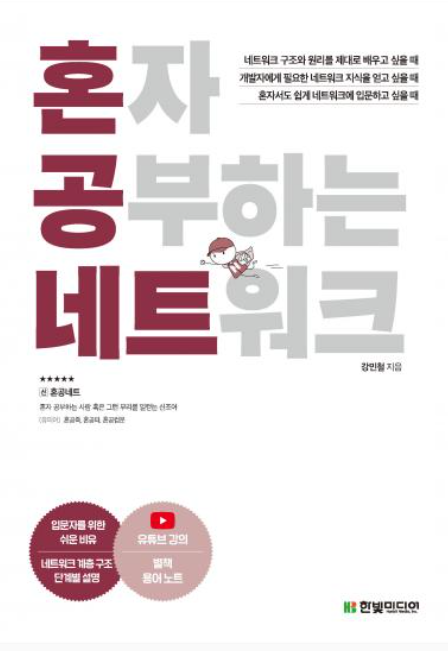 네트워크 구조와 원리를 제대로 배우고 싶을 때
개발자에게 필요한 네트워크 지식을 얻고 싶을 때
혼자서도 쉽게 네트워크에 입문하고 싶을 때
혼자
공부하는
네트워크
강민철 지음
★★★★★
신 혼공네트
혼자 공부하는 사람 혹은 그런 무리를 일컫는 신조어
혼공족, 혼공러, 혼공컴운
입문자를 위한
쉬운 비유
네트워크 계층 구조
단계별 설명
유튜브 강의
별책
용어 노트
한빛미디어